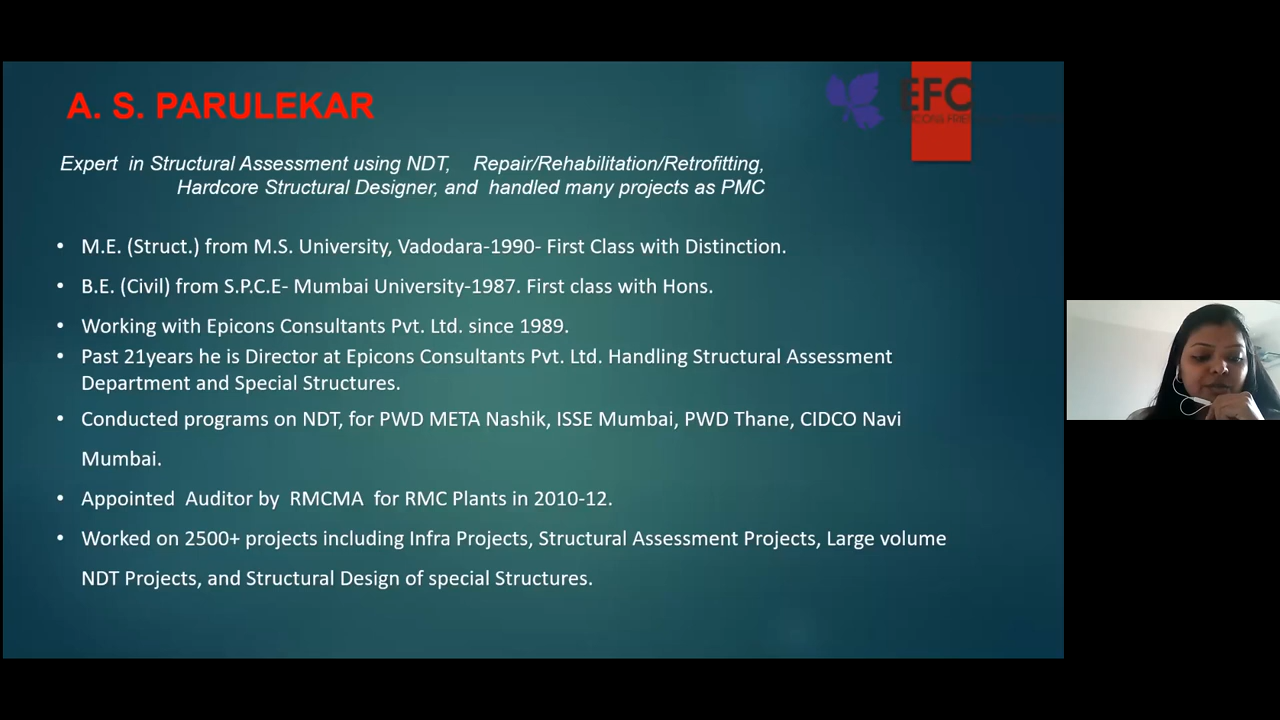 A. S. PARULEKAR
EFC
Expert in Structural Assessment using NDT, Repair/Rehabilitation/Retrofitting,
Hardcore Structural Designer, and handled many projects as PMC
• M.E. (Struct.) from M.S. University, Vadodara-1990- First Class with Distinction.
• B.E. (Civil) from S.P.C.E- Mumbai University-1987. First class with Hons.
• Working with Epicons Consultants Pvt. Ltd. since 1989.
• Past 21years he is Director at Epicons Consultants Pvt. Ltd. Handling Structural Assessment
Department and Special Structures.
• Conducted programs on NDT, for PWD META Nashik, ISSE Mumbai, PWD Thane, CIDCO Navi
Mumbai.
• Appointed Auditor by RMCMA for RMC Plants in 2010-12.
• Worked on 2500+ projects including Infra Projects, Structural Assessment Projects, Large volume
NDT Projects, and Structural Design of special Structures.